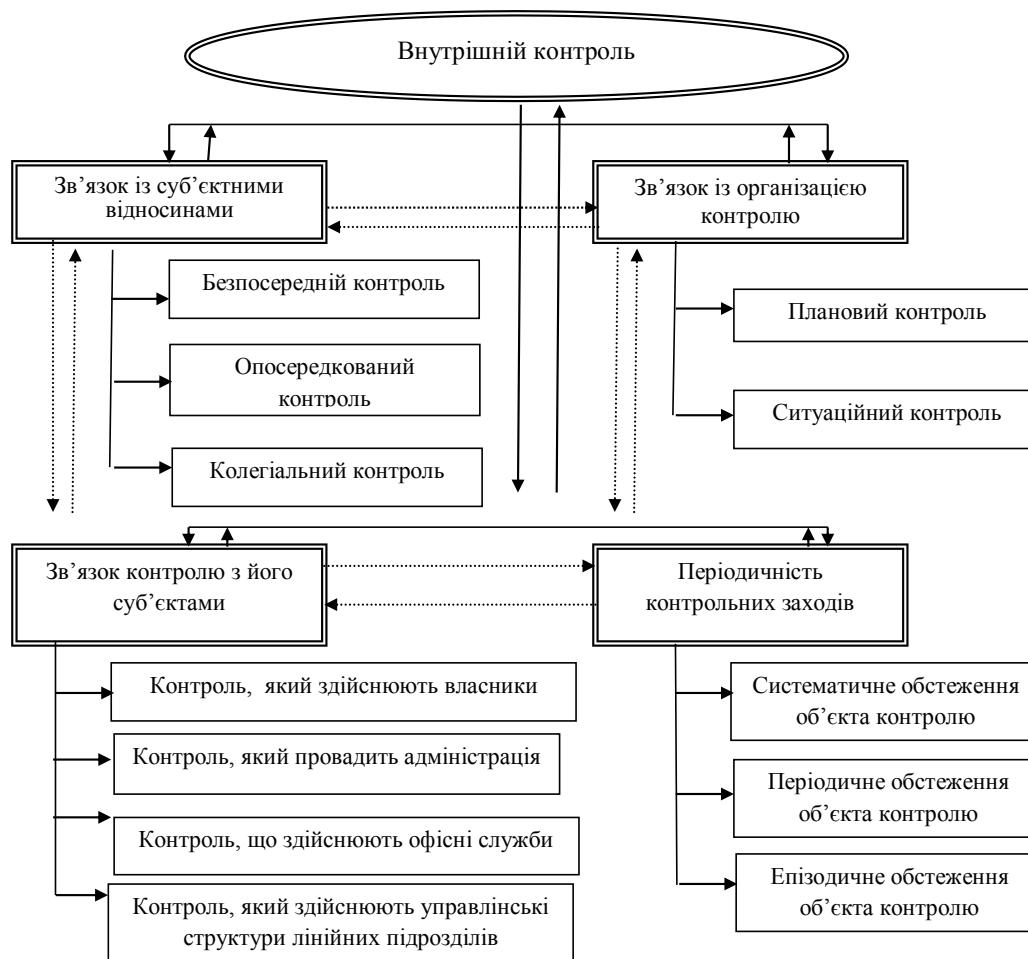 Внутрішній контроль
Зв’язок із суб’єктними
відносинами
Зв’язок із організацією
контролю
Безпосередній контроль
Опосередкований
контроль
Колегіальний контроль
Плановий контроль
Ситуаційний контроль
Зв’язок контролю з його
суб’єктами
Періодичність
контрольних заходів
Контроль,  який здійснюють власники
Контроль, який провадить адміністрація
Контроль, що здійснюють офісні служби
Контроль, який здійснюють управлінські
структури лінійних підрозділів
Систематичне обстеження
об’єкта контролю
Періодичне обстеження
об’єкта контролю
Епізодичне обстеження
об’єкта контролю